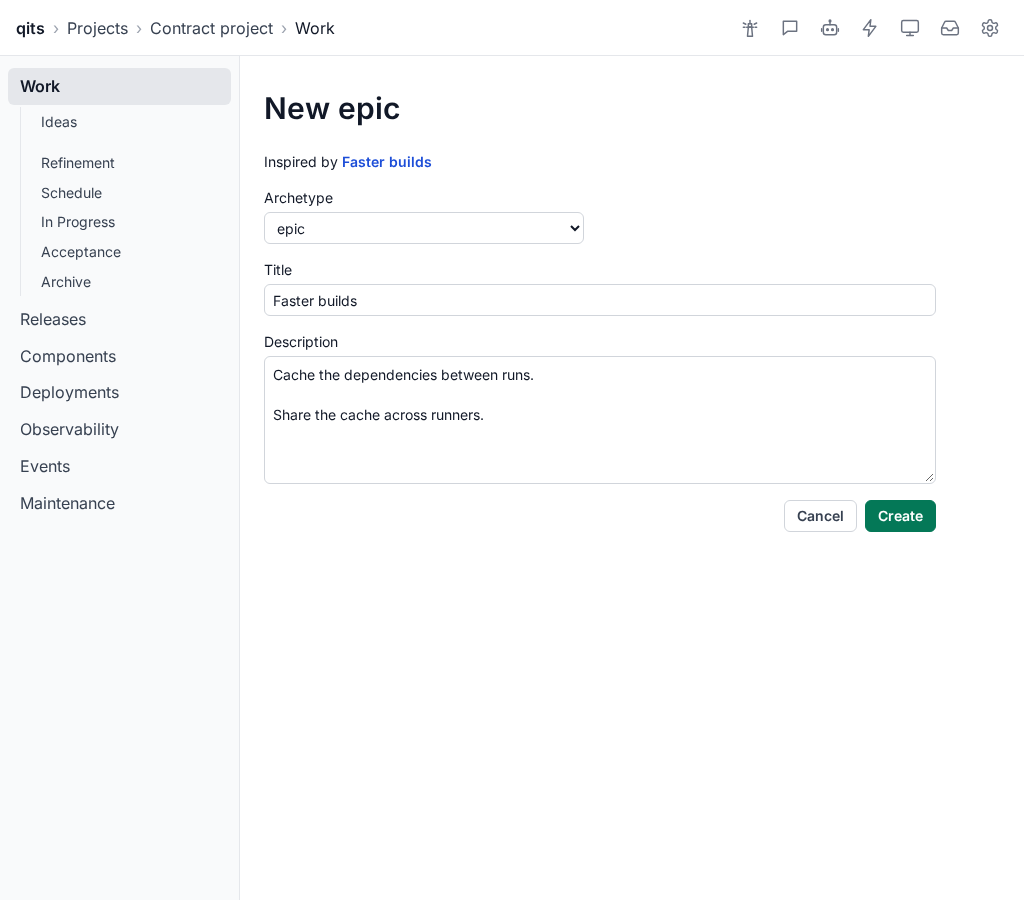 qits › Projects › Contract project › Work
Work
Ideas
Refinement
Schedule
In Progress
Acceptance
Archive
Releases
Components
Deployments
Observability
Events
Maintenance
New epic
Inspired by Faster builds
Archetype
epic
Title
Faster builds
Description
Cache the dependencies between runs.
Share the cache across runners.
Cancel Create